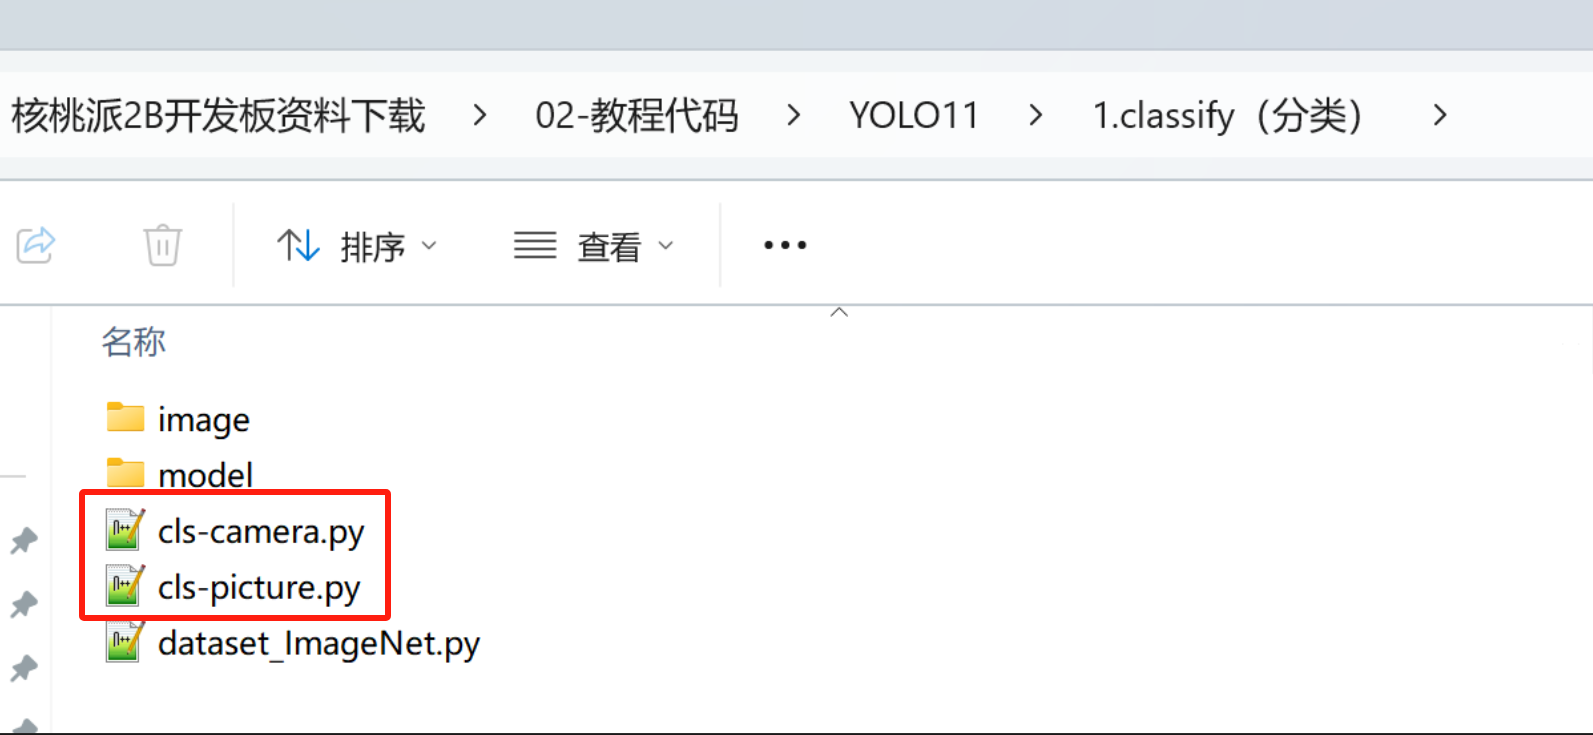 核桃派2B开发板资料下载 > 02-教程代码 > YOLO11 > 1.classify（分类） >
排序 查看 •••
名称
image
model
cls-camera.py
cls-picture.py
dataset_ImageNet.py